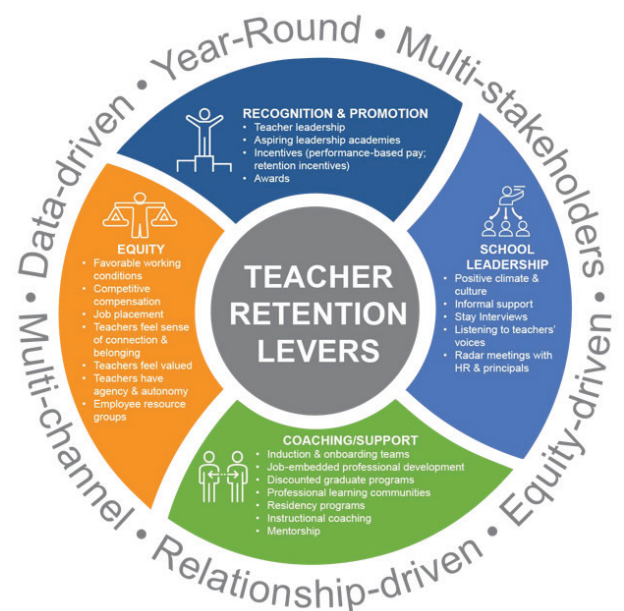 Data-driven • Year-Round • Multi-stakeholders • Equity-driven • Relationship-driven • Multi-channel •
RECOGNITION & PROMOTION
• Teacher leadership
• Aspiring leadership academies
• Incentives (performance-based pay;
retention incentives)
• Awards
EQUITY
• Favorable working
conditions
• Competitive
compensation
• Job placement
• Teachers feel sense
of connection &
belonging
• Teachers feel valued
• Teachers have
agency & autonomy
• Employee resource
groups
TEACHER
RETENTION
LEVERS
SCHOOL
LEADERSHIP
• Positive climate &
culture
• Informal support
• Stay Interviews
• Listening to teachers'
voices
• Radar meetings with
HR & principals
COACHING/SUPPORT
• Induction & onboarding teams
• Job-embedded professional development
• Discounted graduate programs
• Professional learning communities
• Residency programs
• Instructional coaching
• Mentorship